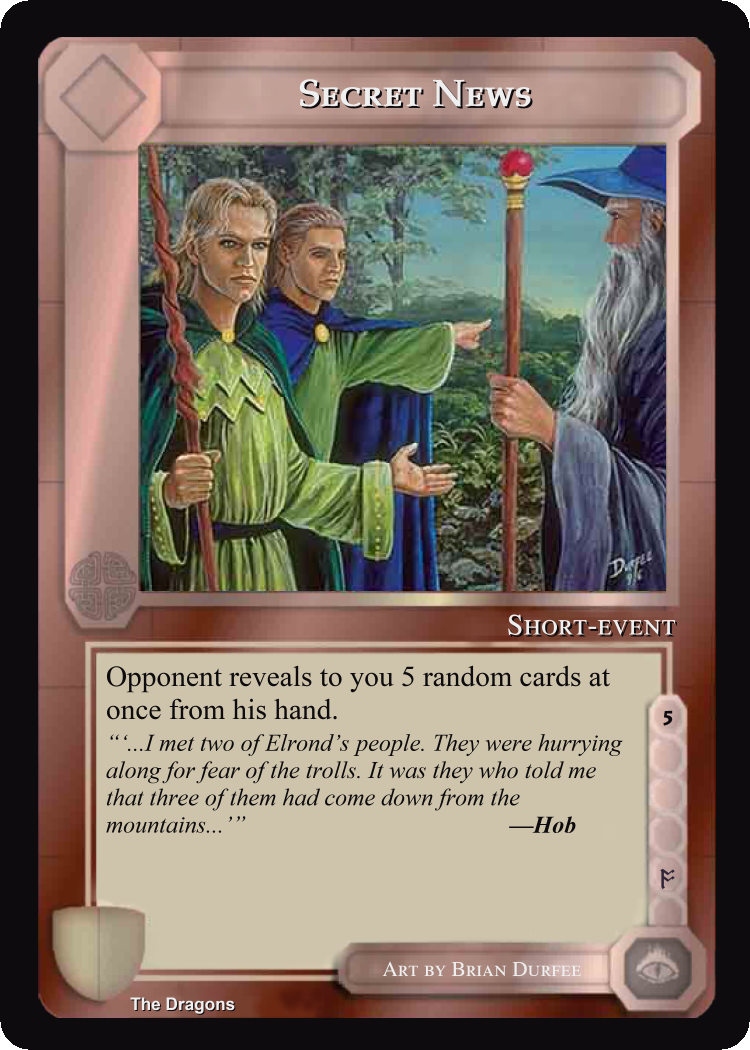 Secret News
Durfee
Short-event
Opponent reveals to you 5 random cards at
once from his hand.
“‘...I met two of Elrond’s people. They were hurrying
along for fear of the trolls. It was they who told me
that three of them had come down from the
mountains...’” —Hob
5
Art by Brian Durfee
The Dragons